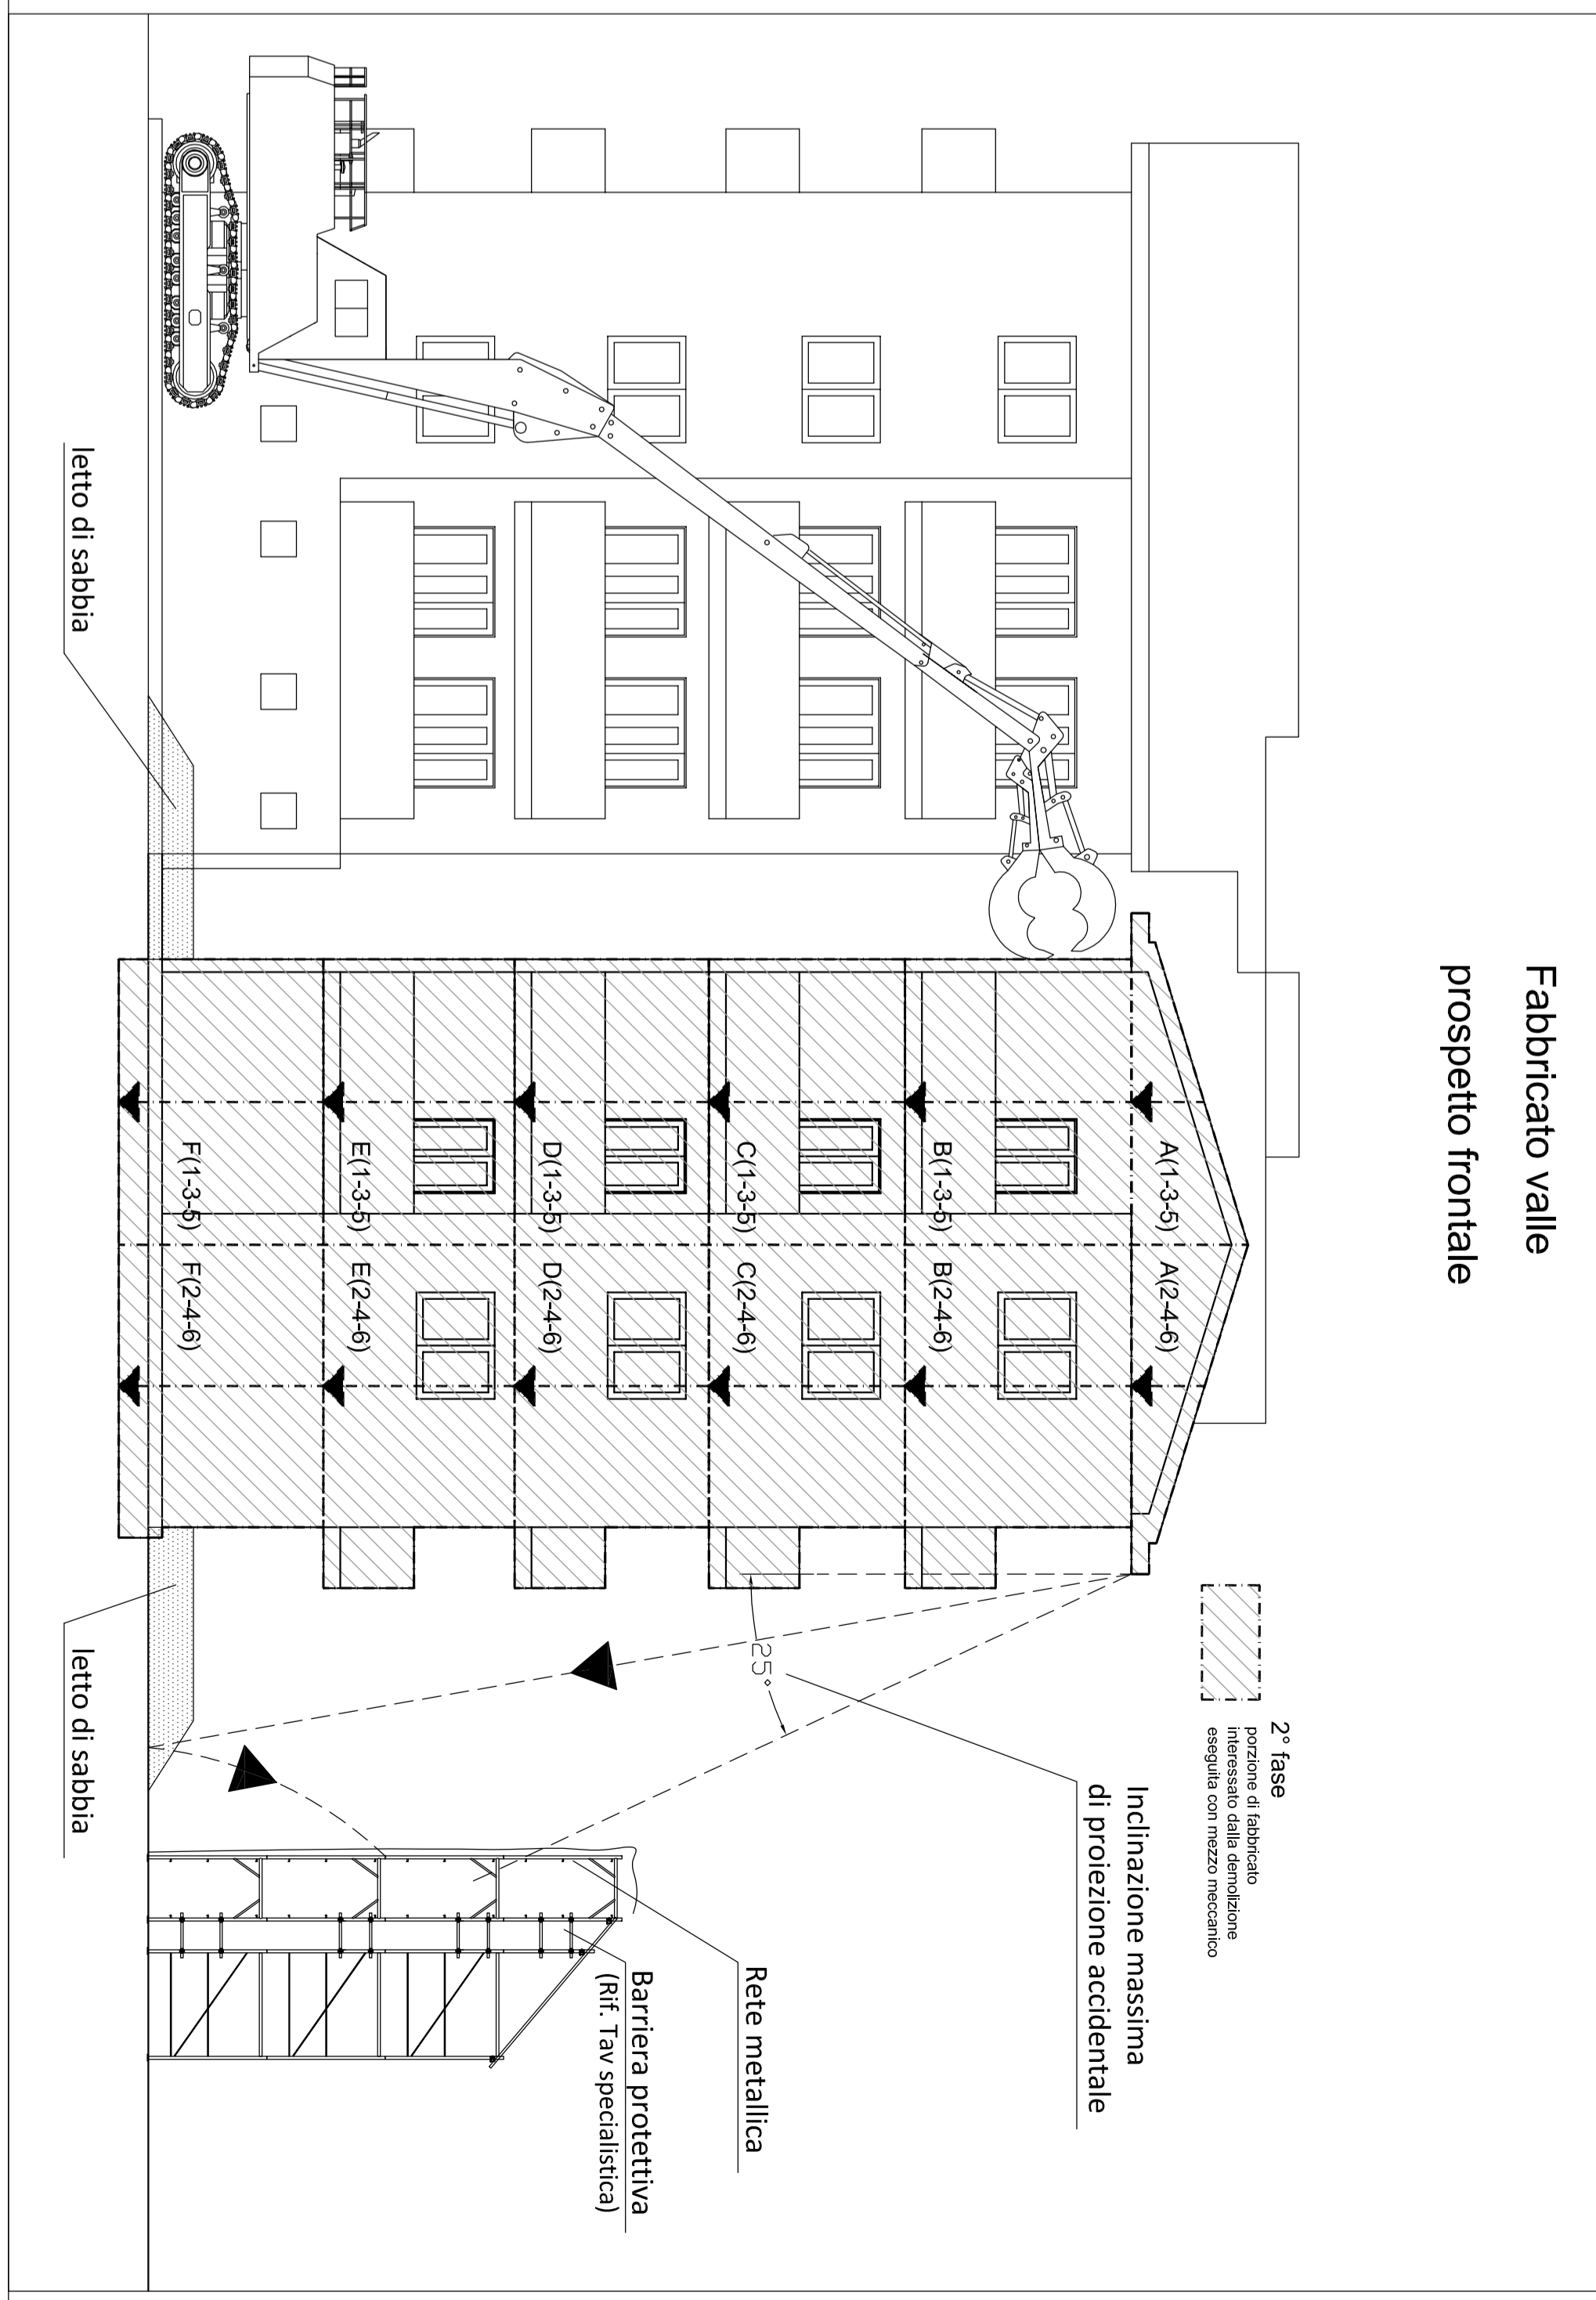 Fabbricato valle
prospetto frontale
2° fase
porzione di fabbricato
interessato dalla demolizione
eseguita con mezzo meccanico
Inclinazione massima
di proiezione accidentale
25°
Rete metallica
Barriera protettiva
(Rif. Tav specialistica)
A(1-3-5)
A(2-4-6)
B(1-3-5)
B(2-4-6)
C(1-3-5)
C(2-4-6)
D(1-3-5)
D(2-4-6)
E(1-3-5)
E(2-4-6)
F(1-3-5)
F(2-4-6)
letto di sabbia
letto di sabbia